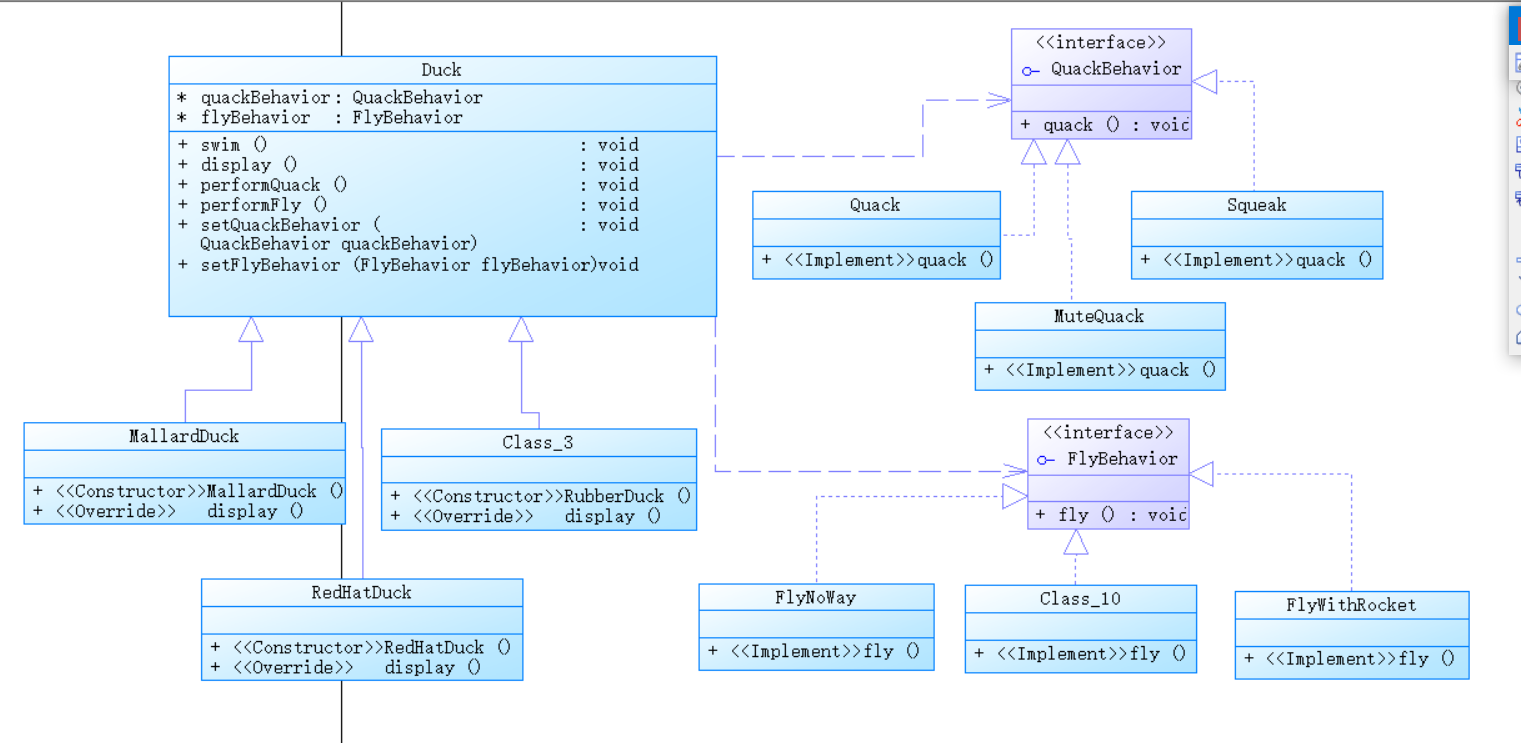 Duck
* quackBehavior : QuackBehavior
* flyBehavior : FlyBehavior
+ swim () : void
+ display () : void
+ performQuack () : void
+ performFly () : void
+ setQuackBehavior ( : void
QuackBehavior quackBehavior)
+ setFlyBehavior (FlyBehavior flyBehavior)void
<<interface>>
QuackBehavior
+ quack () : void
Quack
+ <<Implement>>quack ()
Squeak
+ <<Implement>>quack ()
MuteQuack
+ <<Implement>>quack ()
MallardDuck
+ <<Constructor>>MallardDuck ()
+ <<Override>> display ()
Class_3
+ <<Constructor>>RubberDuck ()
+ <<Override>> display ()
RedHatDuck
+ <<Constructor>>RedHatDuck ()
+ <<Override>> display ()
<<interface>>
FlyBehavior
+ fly () : void
FlyNoWay
+ <<Implement>>fly ()
Class_10
+ <<Implement>>fly ()
FlyWithRocket
+ <<Implement>>fly ()